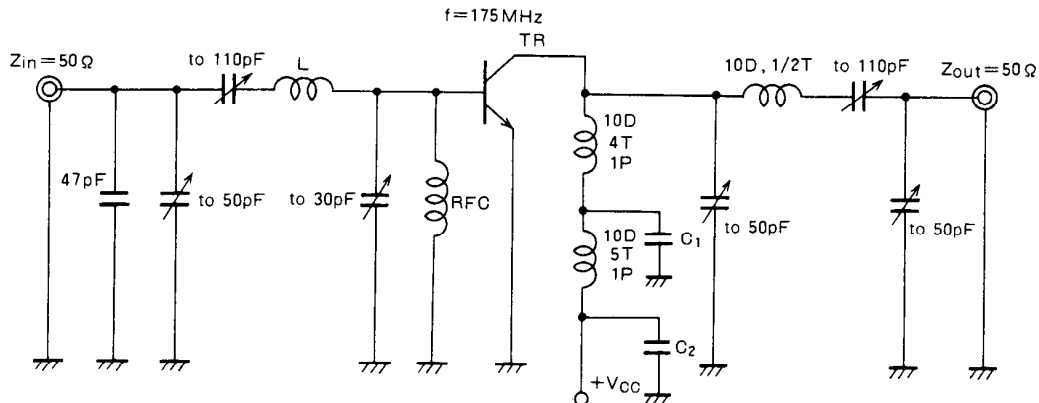 f=175MHz
Zin=50Ω
to 110pF
L
TR
10D, 1/2T
to 110pF
Zout=50Ω
10D
4T
1P
47pF
to 50pF
to 30pF
RFC
to 50pF
to 50pF
10D
5T
1P
C1
C2
+VCC